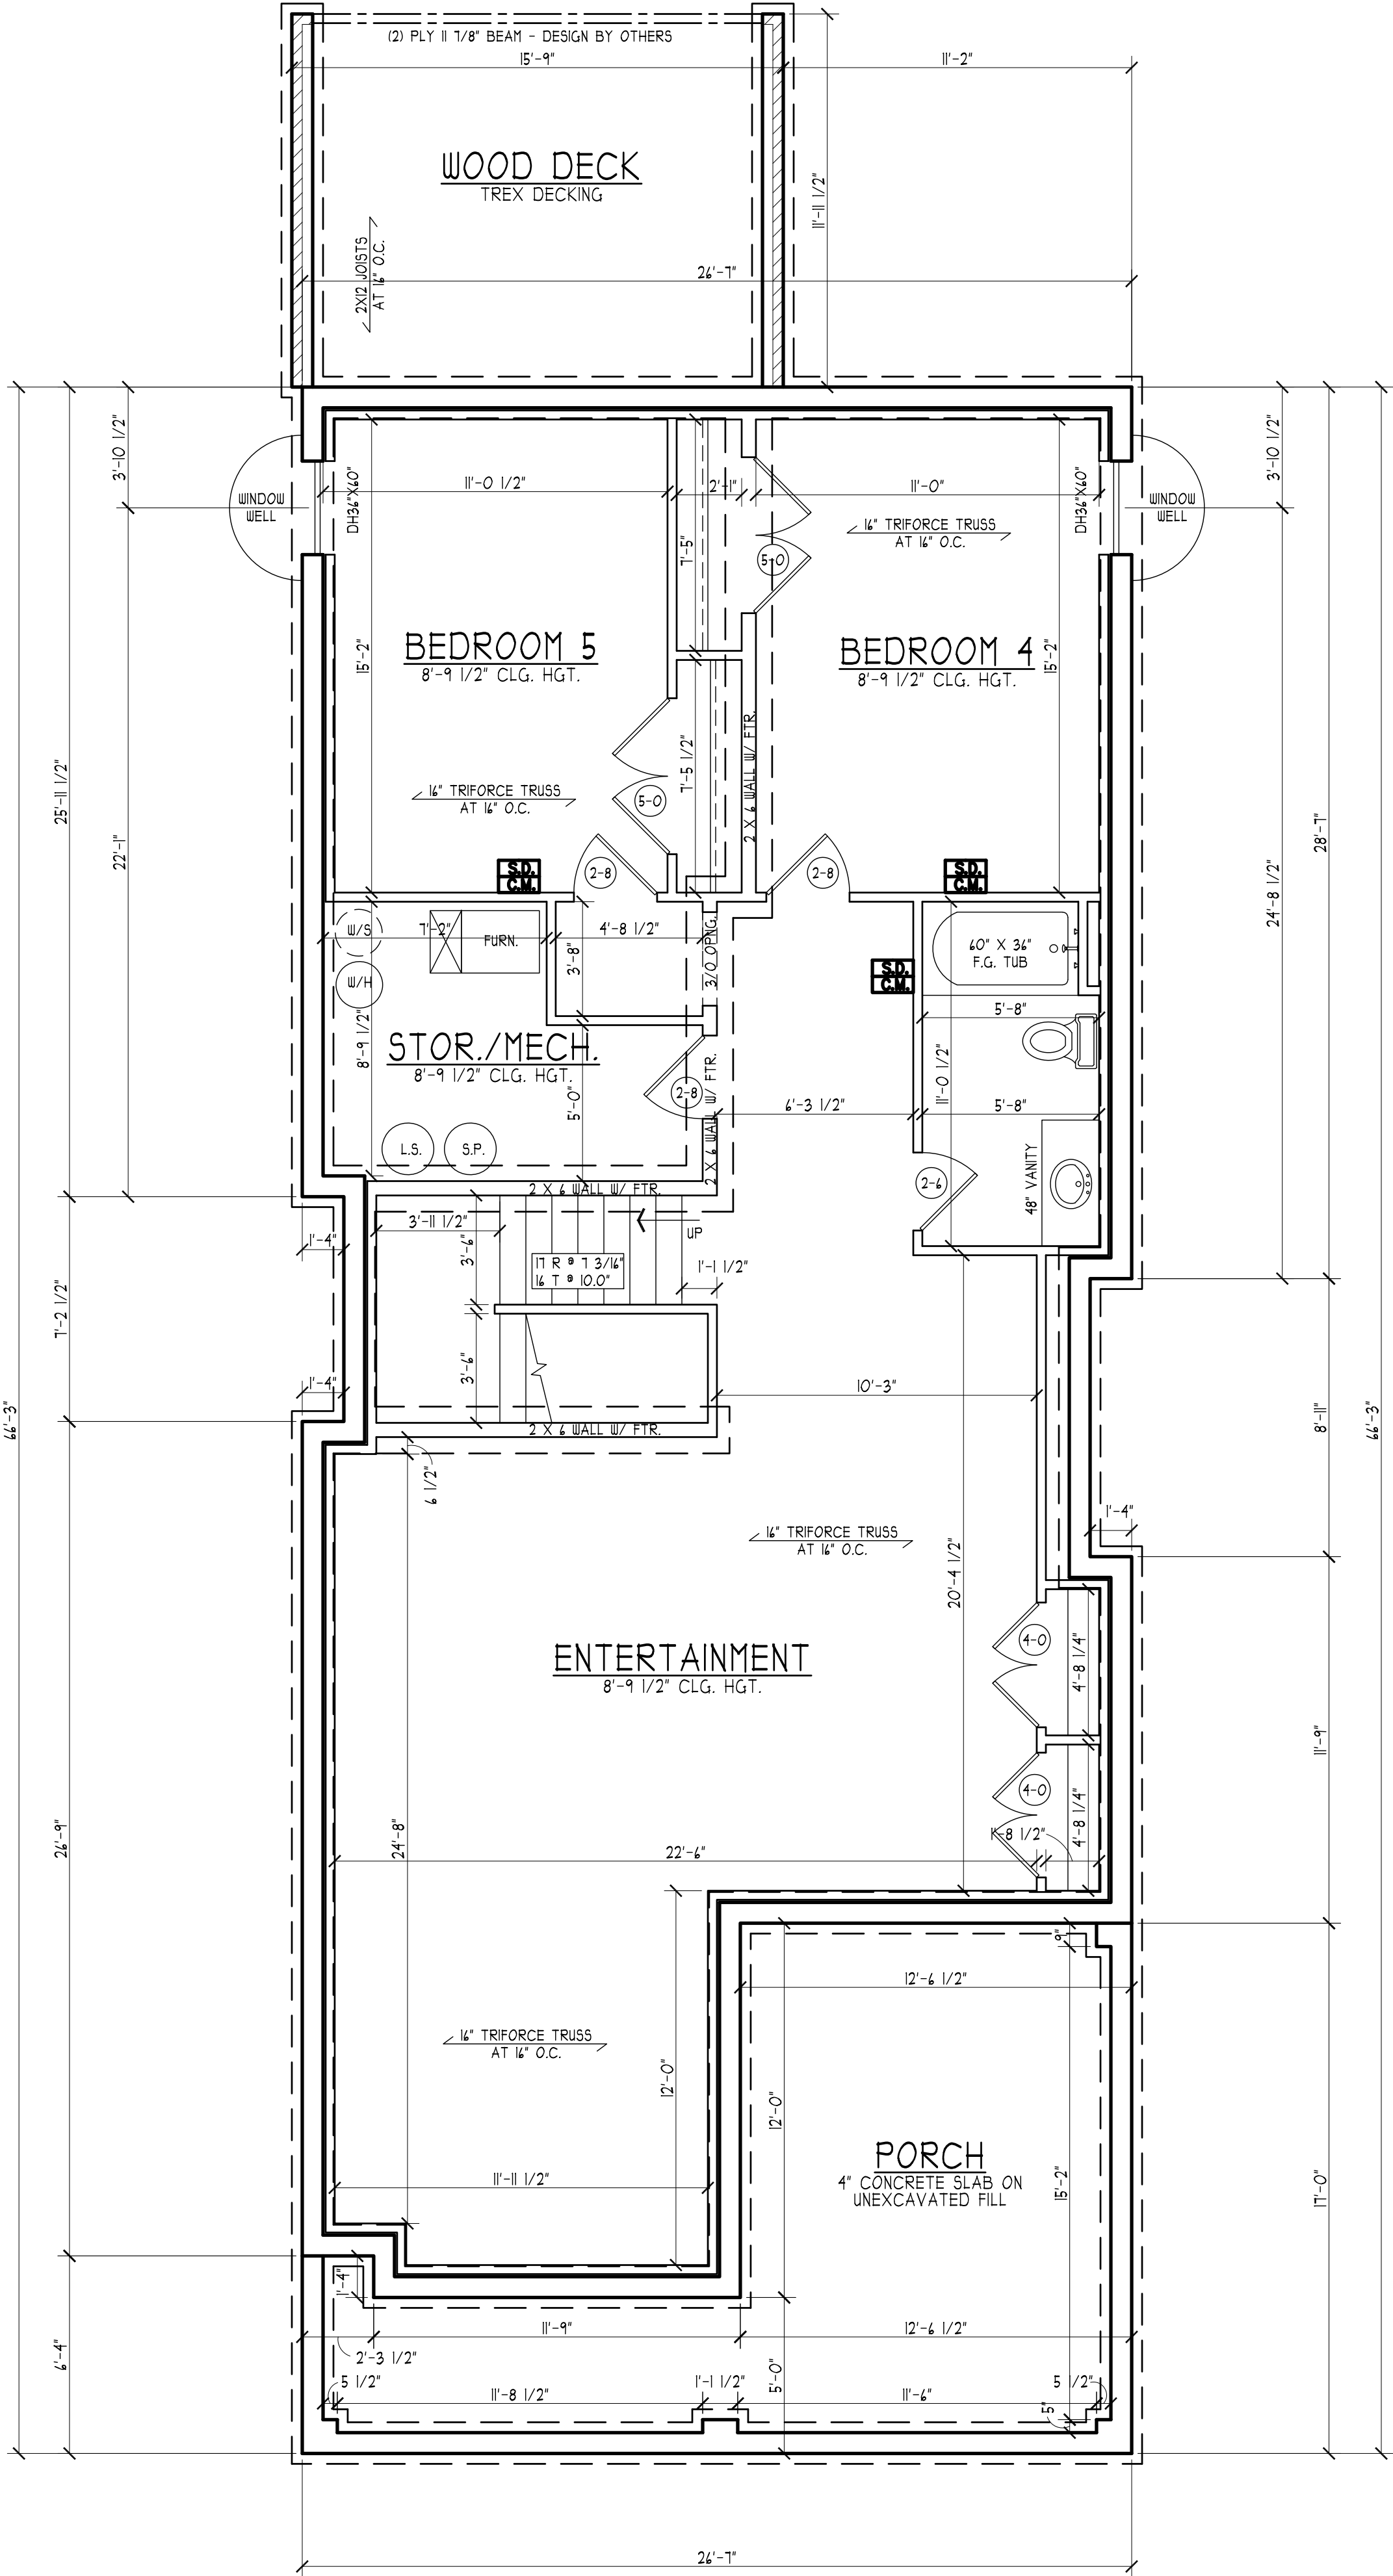 (2) PLY 11 7/8" BEAM - DESIGN BY OTHERS
15'-9"
11'-2"
WOOD DECK
TREX DECKING
11'-11 1/2"
2X12 JOISTS
AT 16" O.C.
26'-7"
3'-10 1/2"
3'-10 1/2"
WINDOW
WELL
DH36"X60"
11'-0 1/2"
2'-1"
11'-0"
DH36"X60"
WINDOW
WELL
16" TRIFORCE TRUSS
AT 16" O.C.
7'-5"
5-0
BEDROOM 5
8'-9 1/2" CLG. HGT.
BEDROOM 4
8'-9 1/2" CLG. HGT.
15'-2"
15'-2"
7'-5 1/2"
2 X 6 WALL W/ FTR.
16" TRIFORCE TRUSS
AT 16" O.C.
5-0
25'-11 1/2"
22'-1"
28'-7"
24'-8 1/2"
S.D.
C.M.
2-8
2-8
S.D.
C.M.
W/S
7'-2"
FURN.
4'-8 1/2"
3'-8"
3/0 OPNG.
60" X 36"
F.G. TUB
S.D.
C.M.
W/H
8'-9 1/2"
5'-8"
STOR./MECH.
8'-9 1/2" CLG. HGT.
11'-0 1/2"
2-8
5'-0"
2 X 6 WALL W/ FTR.
6'-3 1/2"
5'-8"
L.S.
S.P.
48" VANITY
2-6
2 X 6 WALL W/ FTR.
3'-11 1/2"
UP
1'-4"
3'-6"
17 R @ 7 3/16"
16 T @ 10.0"
1'-1 1/2"
7'-2 1/2"
3'-6"
1'-4"
10'-3"
66'-3"
8'-11"
66'-3"
2 X 6 WALL W/ FTR.
6 1/2"
1'-4"
16" TRIFORCE TRUSS
AT 16" O.C.
20'-4 1/2"
ENTERTAINMENT
8'-9 1/2" CLG. HGT.
4-0
4'-8 1/4"
11'-9"
4-0
4'-8 1/4"
1'-8 1/2"
26'-9"
24'-8"
22'-6"
9"
12'-6 1/2"
16" TRIFORCE TRUSS
AT 16" O.C.
12'-0"
12'-0"
PORCH
4" CONCRETE SLAB ON
UNEXCAVATED FILL
15'-2"
17'-0"
11'-11 1/2"
1'-4"
11'-9"
12'-6 1/2"
2'-3 1/2"
6'-4"
5'-0"
5 1/2"
11'-8 1/2"
1'-1 1/2"
11'-6"
5 1/2"
5"
26'-7"